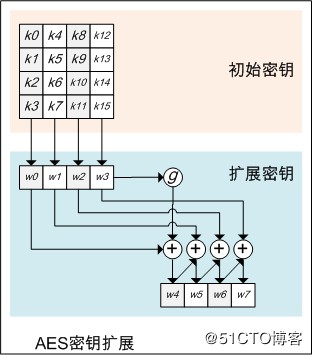 k0 k4 k8 k12
k1 k5 k9 k13
k2 k6 k10 k14
k3 k7 k11 k15
初始密钥
扩展密钥
w0 w1 w2 w3
g
+ + + +
w4 w5 w6 w7
AES密钥扩展
@51CTO博客